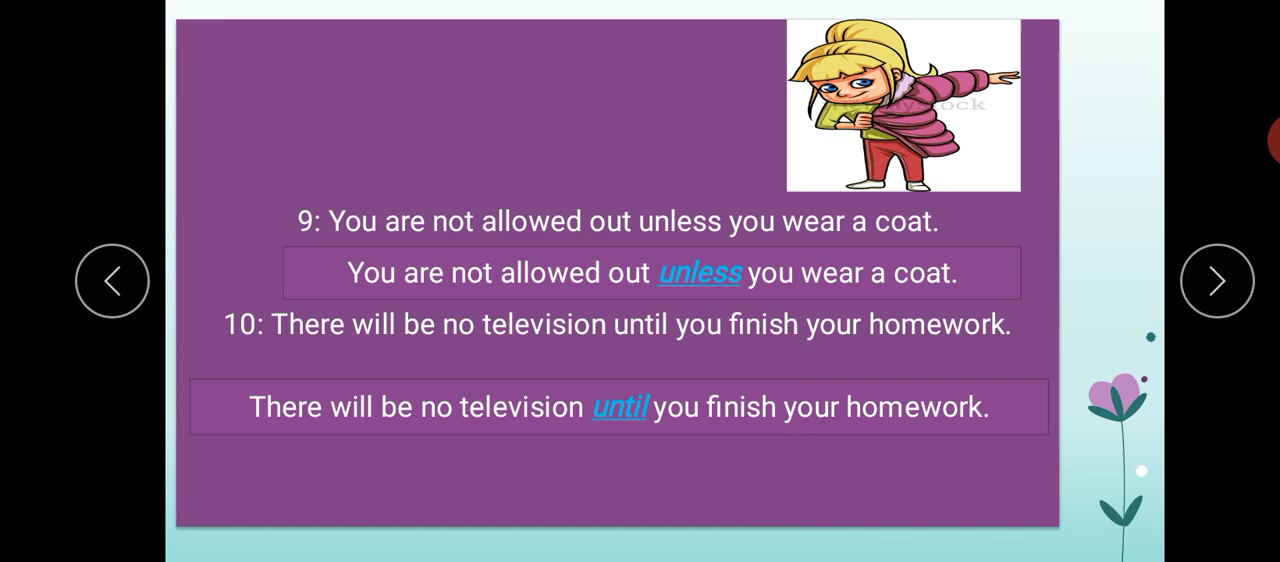 9: You are not allowed out unless you wear a coat.
You are not allowed out unless you wear a coat.
10: There will be no television until you finish your homework.
There will be no television until you finish your homework.